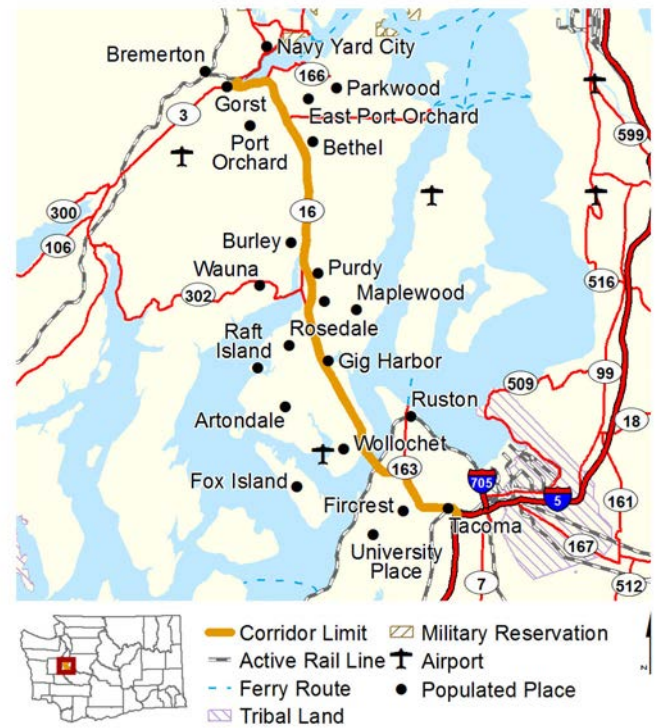 Navy Yard City
Bremerton
166
Parkwood
Gorst
East Port Orchard
3
599
Port
Orchard
Bethel
300
16
106
Burley
Purdy
Wauna
516
302
Maplewood
Rosedale
Raft
Island
Gig Harbor
99
509
Ruston
18
Artondale
Wollochet
163
705
Fox Island
5
161
Fircrest
Tacoma
University
Place
167
7
512
Corridor Limit
Military Reservation
Active Rail Line
Airport
Ferry Route
Populated Place
Tribal Land